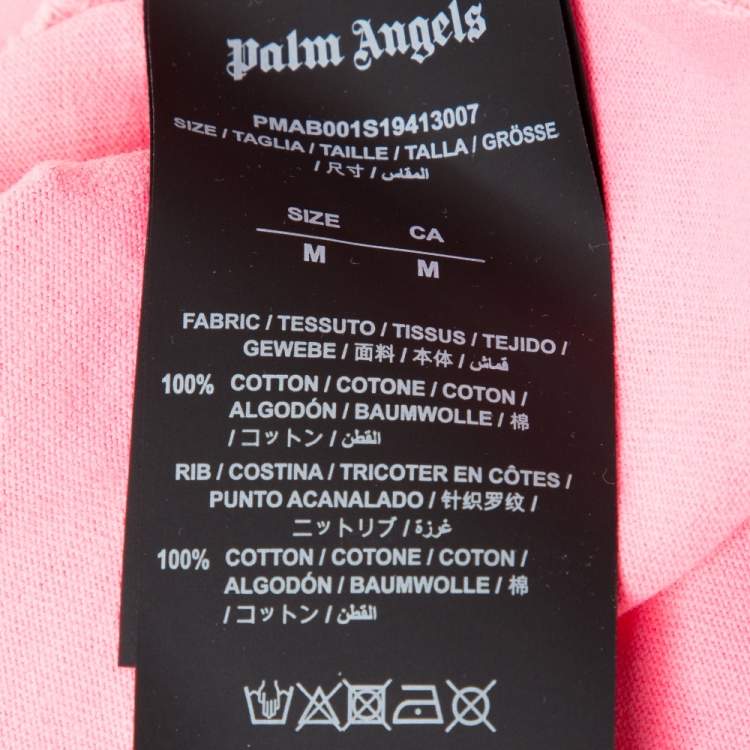 Palm Angels
PMAB001S19413007
SIZE / TAGLIA / TAILLE / TALLA / GRÖSSE
/ 尺寸 / المقاس
SIZE CA
M M
FABRIC / TESSUTO / TISSUS / TEJIDO /
GEWEBE / 面料 / 本体 / قماش
100% COTTON / COTONE / COTON /
ALGODÓN / BAUMWOLLE / 棉
/ コットン / القطن
RIB / COSTINA / TRICOTER EN CÔTES /
PUNTO ACANALADO / 针织罗纹 /
ニットリブ / غرزة
100% COTTON / COTONE / COTON /
ALGODÓN / BAUMWOLLE / 棉
/ コットン / القطن